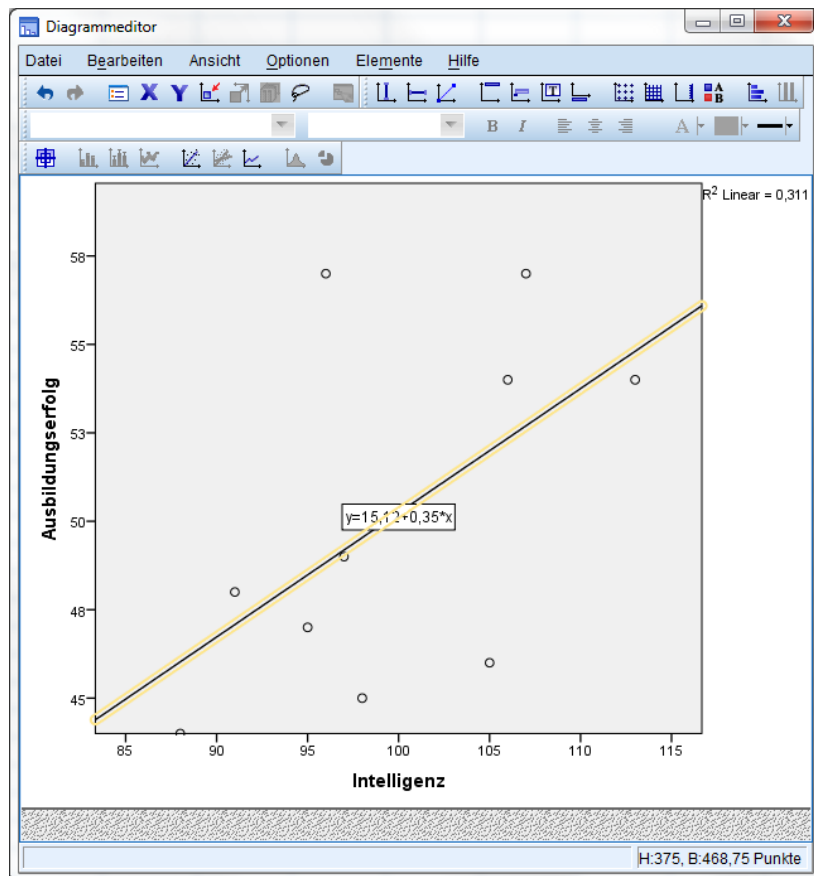 Diagrammeditor
Datei Bearbeiten Ansicht Optionen Elemente Hilfe
X Y T A B
B I A
R² Linear = 0,311
58
55
53
50
48
45
Ausbildungserfolg
y=15,12+0,35*x
85 90 95 100 105 110 115
Intelligenz
H:375, B:468,75 Punkte